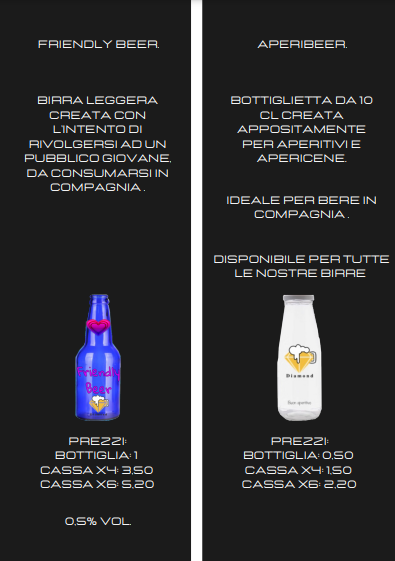 FRIENDLY BEER.
BIRRA LEGGERA
CREATA CON
L'INTENTO DI
RIVOLGERSI AD UN
PUBBLICO GIOVANE,
DA CONSUMARSI IN
COMPAGNIA.
Friendly
Beer
PREZZI:
BOTTIGLIA: 1
CASSA X4: 3,50
CASSA X6: 5,20
0,5% VOL.
APERIBEER.
BOTTIGLIETTA DA 10
CL CREATA
APPOSITAMENTE
PER APERITIVI E
APERICENE.
IDEALE PER BERE IN
COMPAGNIA.
DISPONIBILE PER TUTTE
LE NOSTRE BIRRE
Diamond
PREZZI:
BOTTIGLIA: 0,50
CASSA X4: 1,50
CASSA X6: 2,20